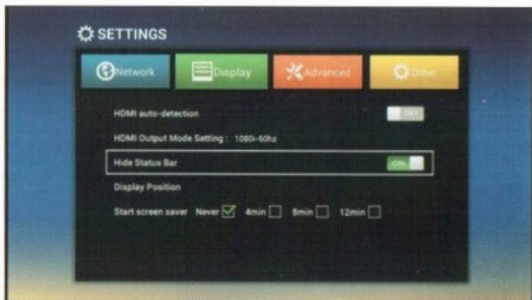 SETTINGS
Network Display Advanced Other
HDMI auto-detection OFF
HDMI Output Mode Setting : 1080i-60hz
Hide Status Bar ON
Display Position
Start screen saver Never 4min 8min 12min